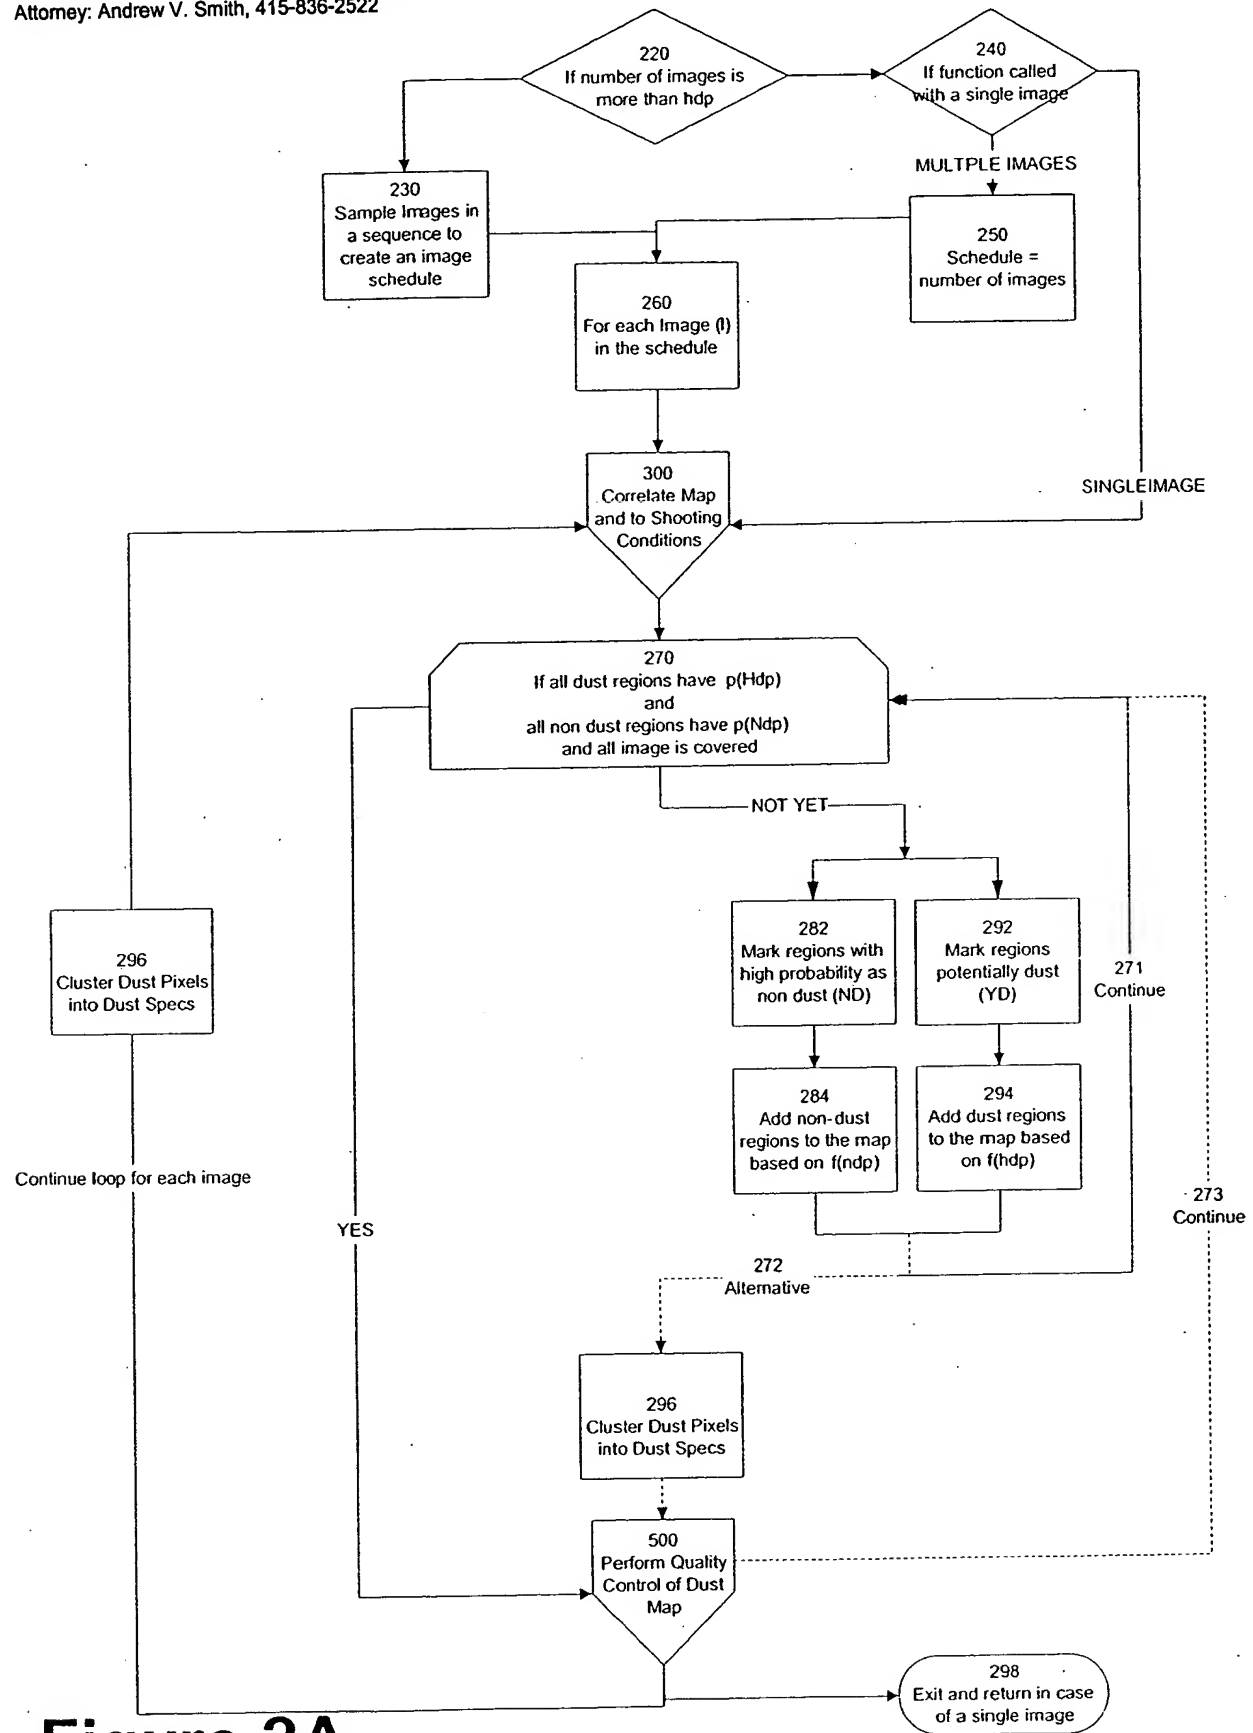 Attorney: Andrew V. Smith, 415-836-2522
220
If number of images is
more than hdp
240
If function called
with a single image
MULTPLE IMAGES
230
Sample Images in
a sequence to
create an image
schedule
250
Schedule =
number of images
260
For each Image (I)
in the schedule
300
Correlate Map
and to Shooting
Conditions
SINGLEIMAGE
270
If all dust regions have p(Hdp)
and
all non dust regions have p(Ndp)
and all image is covered
NOT YET
282
Mark regions with
high probability as
non dust (ND)
292
Mark regions
potentially dust
(YD)
271
Continue
296
Cluster Dust Pixels
into Dust Specs
284
Add non-dust
regions to the map
based on f(ndp)
294
Add dust regions
to the map based
on f(hdp)
Continue loop for each image
273
Continue
YES
272
Alternative
296
Cluster Dust Pixels
into Dust Specs
500
Perform Quality
Control of Dust
Map
298
Exit and return in case
of a single image